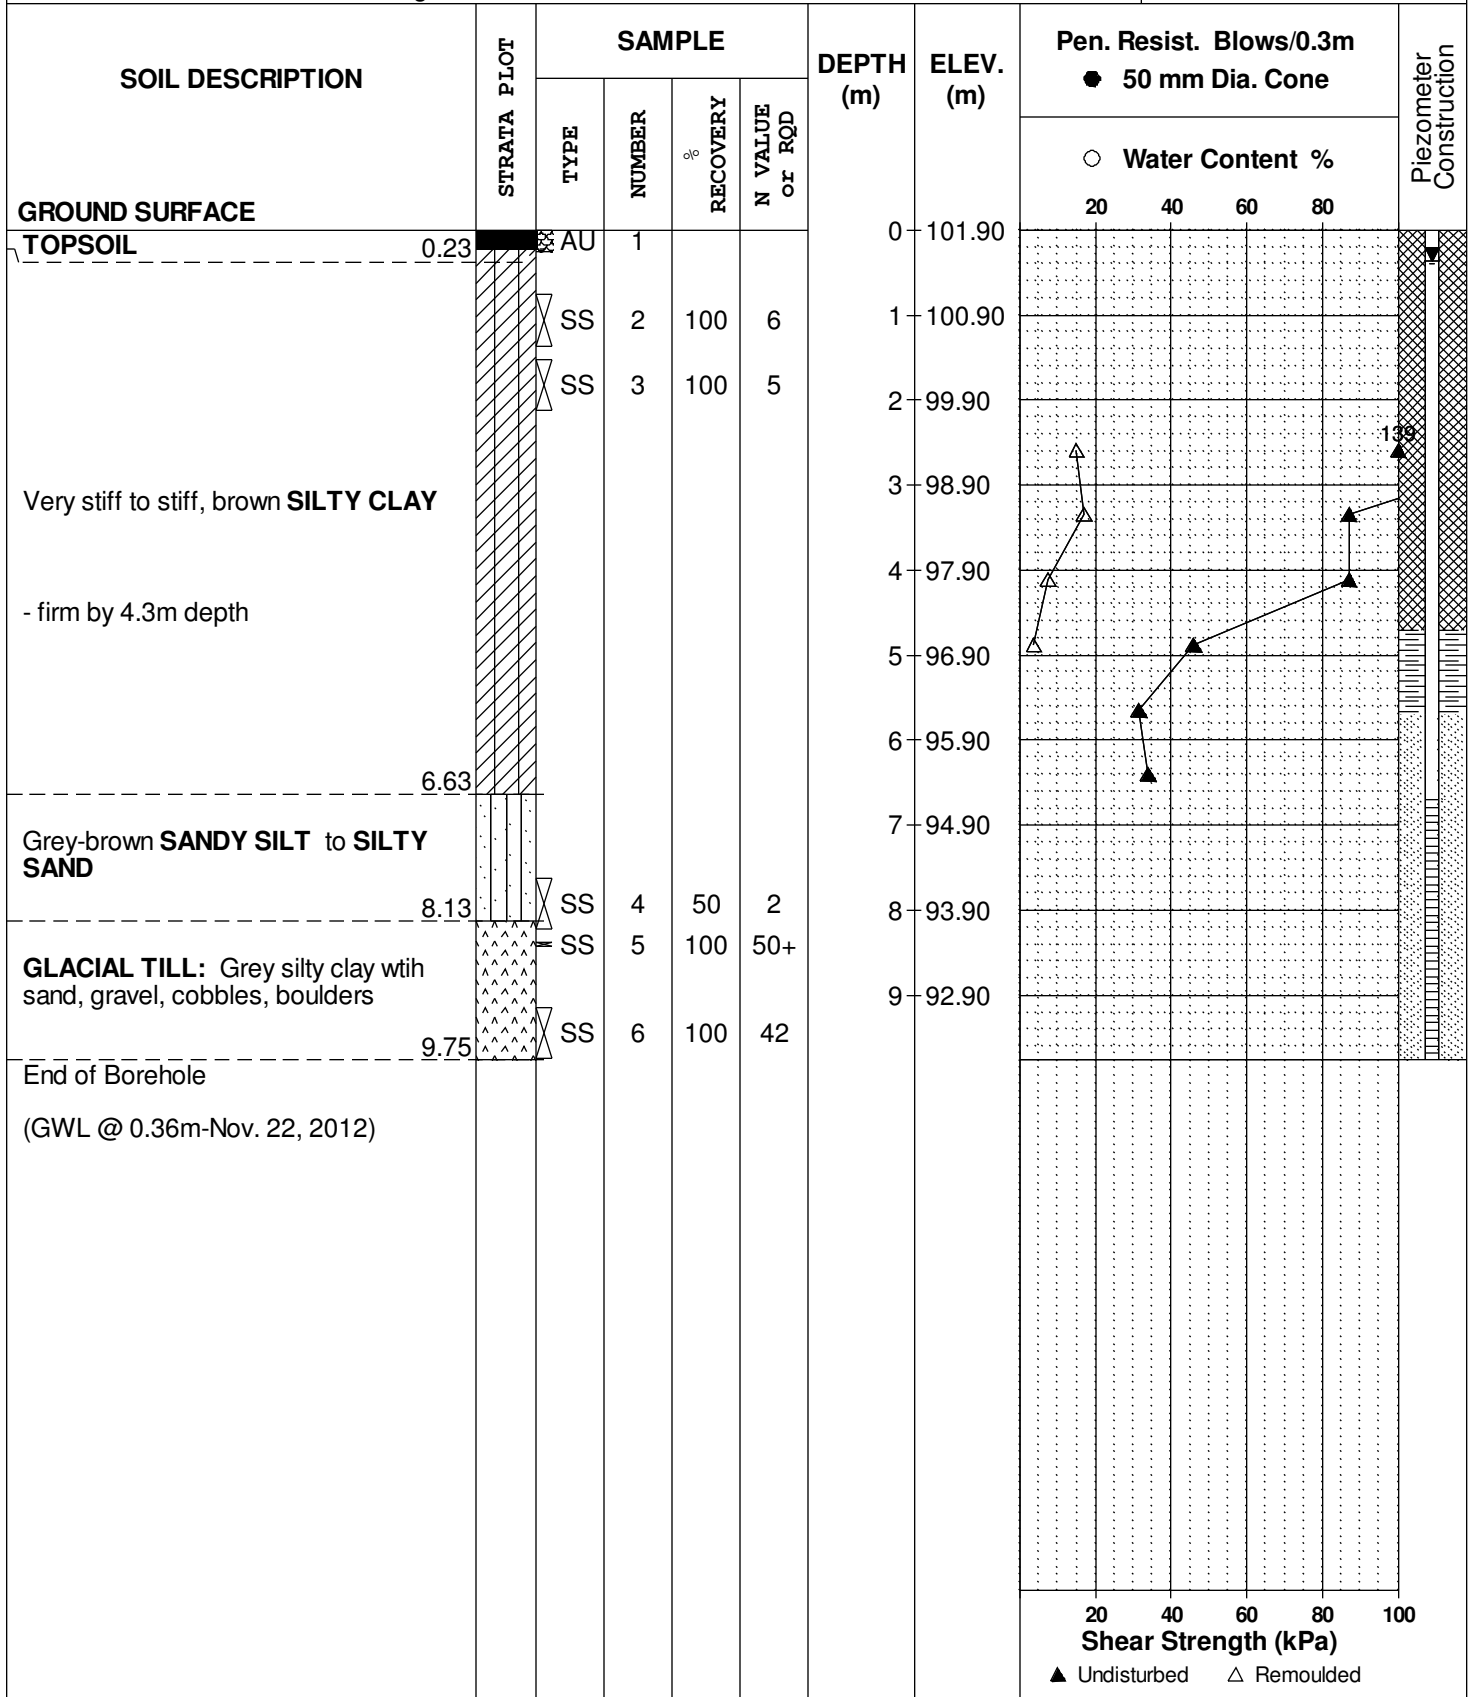 SOIL DESCRIPTION
GROUND SURFACE
STRATA PLOT
SAMPLE
TYPE
NUMBER
% RECOVERY
N VALUE or RQD
DEPTH (m)
ELEV. (m)
Pen. Resist. Blows/0.3m
● 50 mm Dia. Cone
○ Water Content %
20 40 60 80
Piezometer Construction
TOPSOIL 0.23
AU 1
0 101.90
SS 2 100 6
1 100.90
SS 3 100 5
2 99.90
139
Very stiff to stiff, brown SILTY CLAY
3 98.90
4 97.90
- firm by 4.3m depth
5 96.90
6 95.90
6.63
7 94.90
Grey-brown SANDY SILT to SILTY
SAND
8.13
SS 4 50 2
8 93.90
SS 5 100 50+
GLACIAL TILL: Grey silty clay wtih
sand, gravel, cobbles, boulders
9 92.90
SS 6 100 42
9.75
End of Borehole
(GWL @ 0.36m-Nov. 22, 2012)
20 40 60 80 100
Shear Strength (kPa)
▲ Undisturbed △ Remoulded